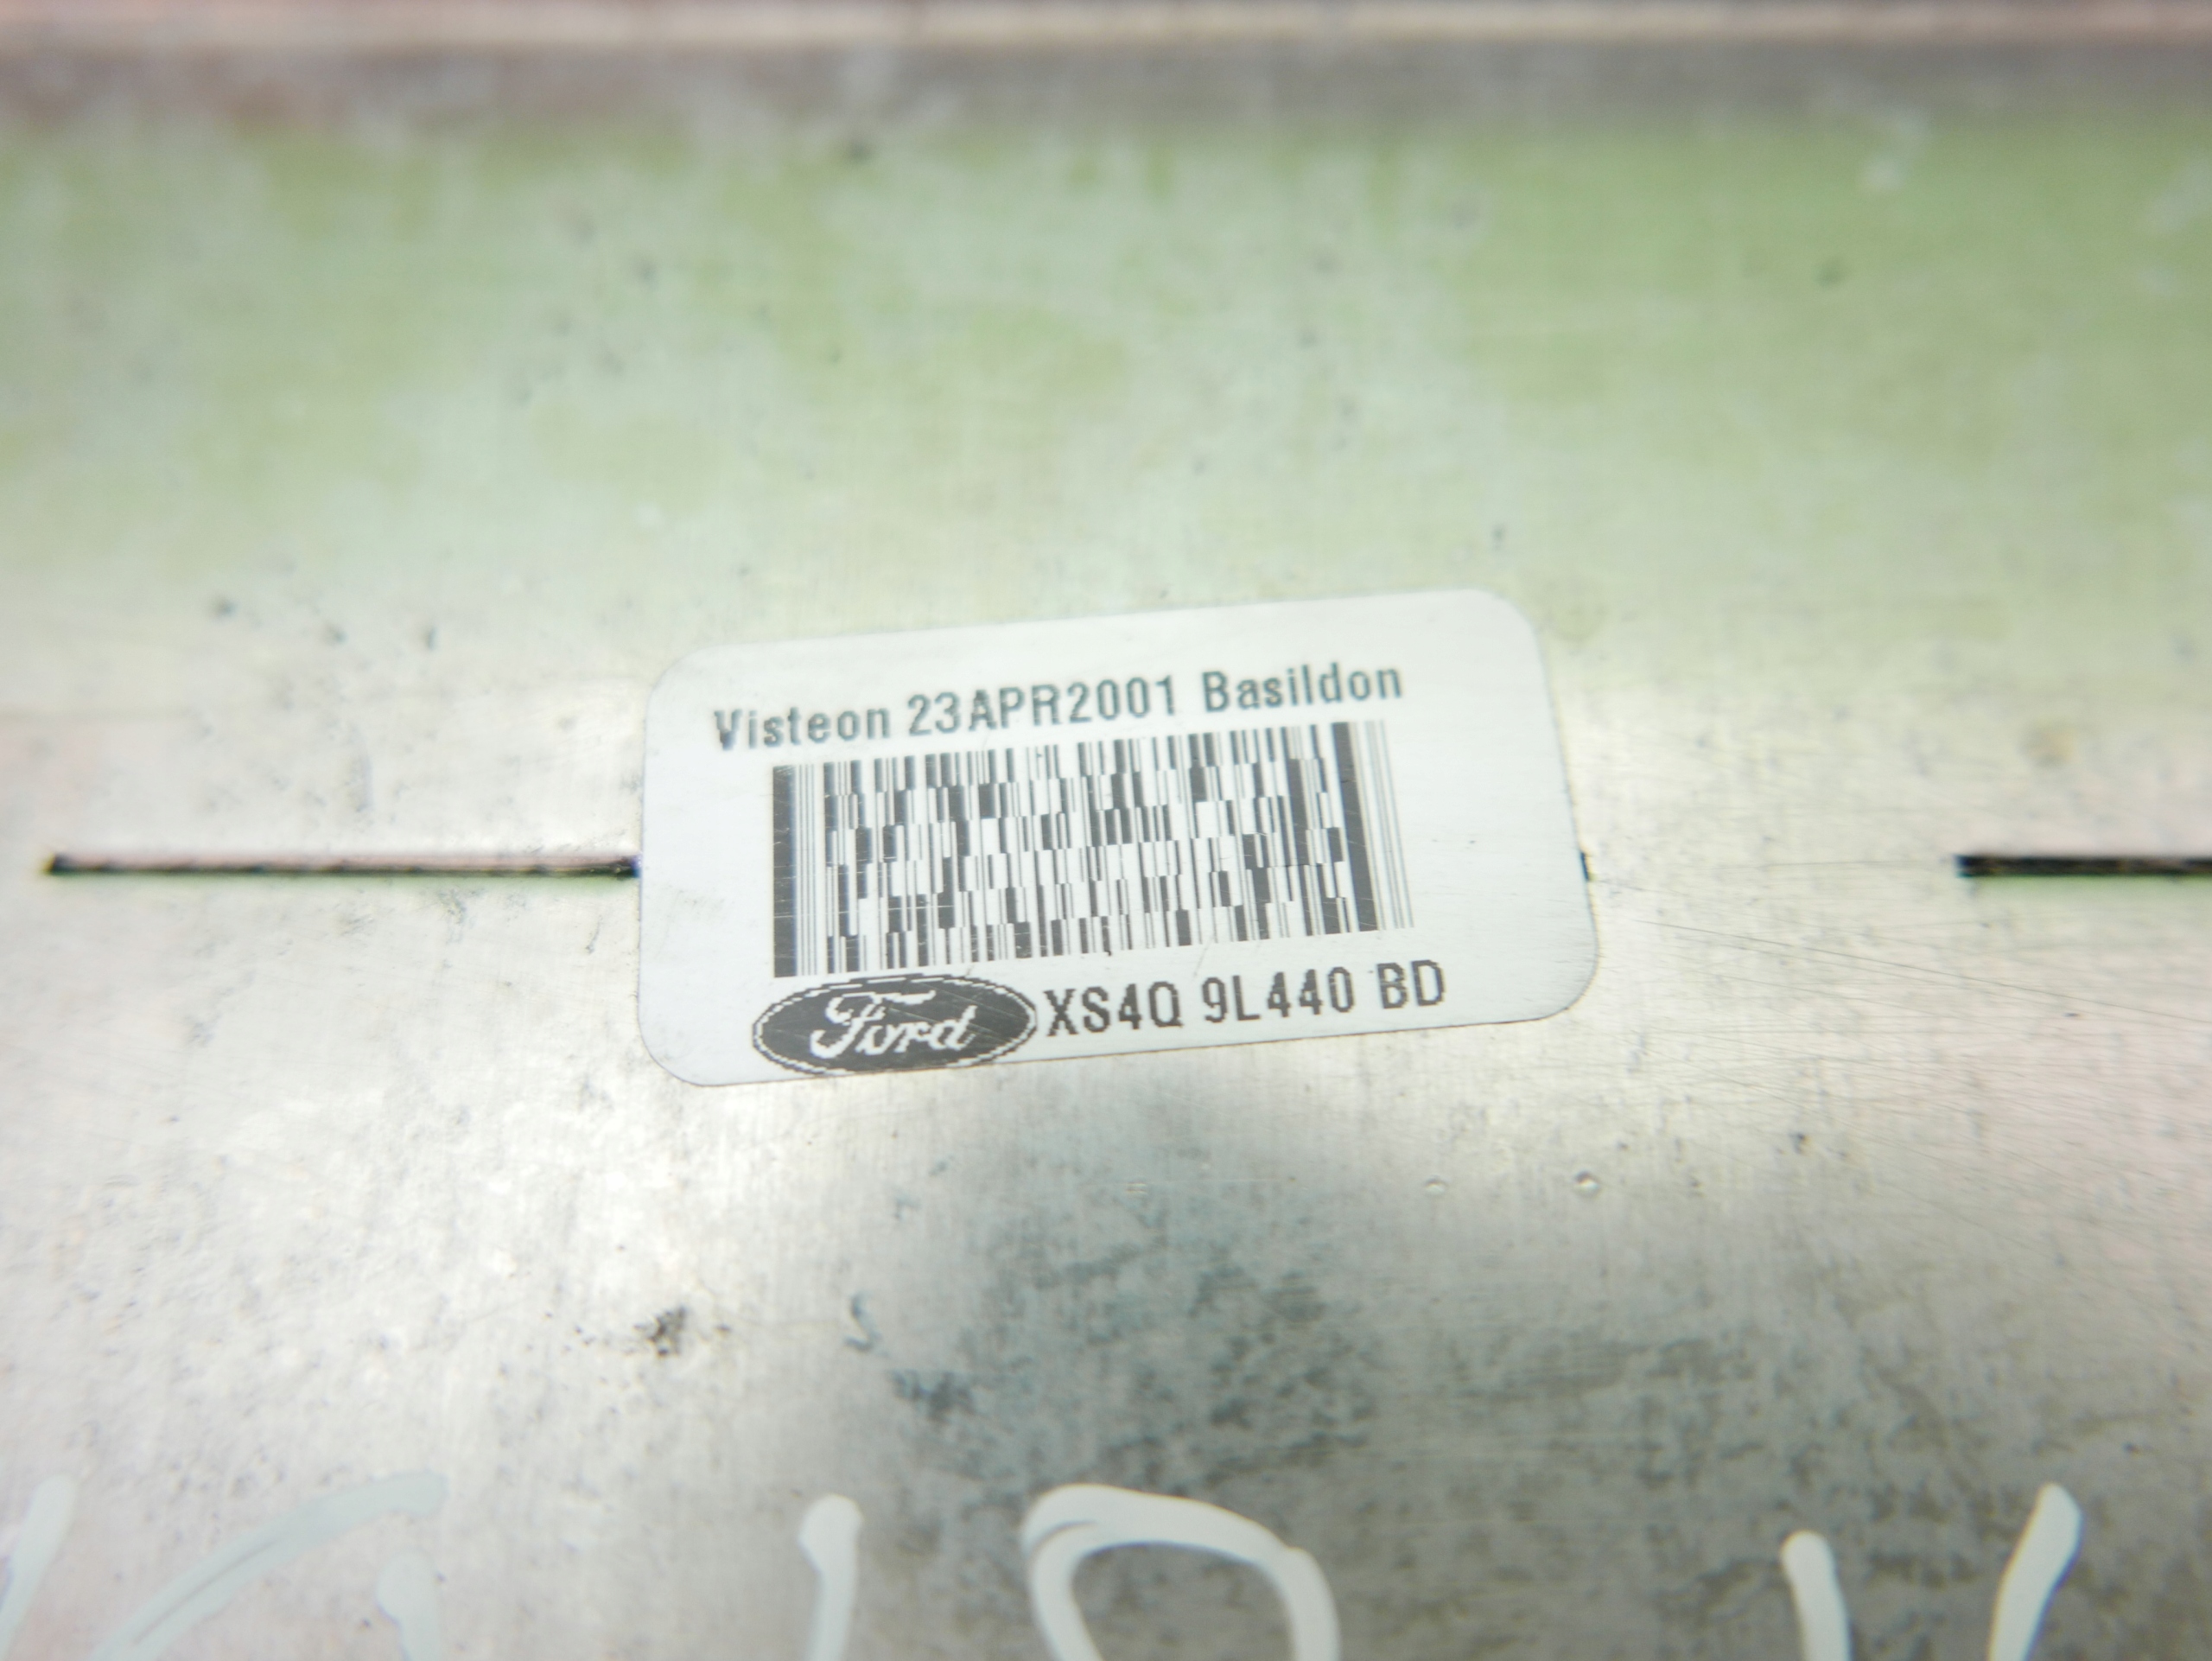 Visteon 23APR2001 Basildon
Ford XS4Q 9L440 BD